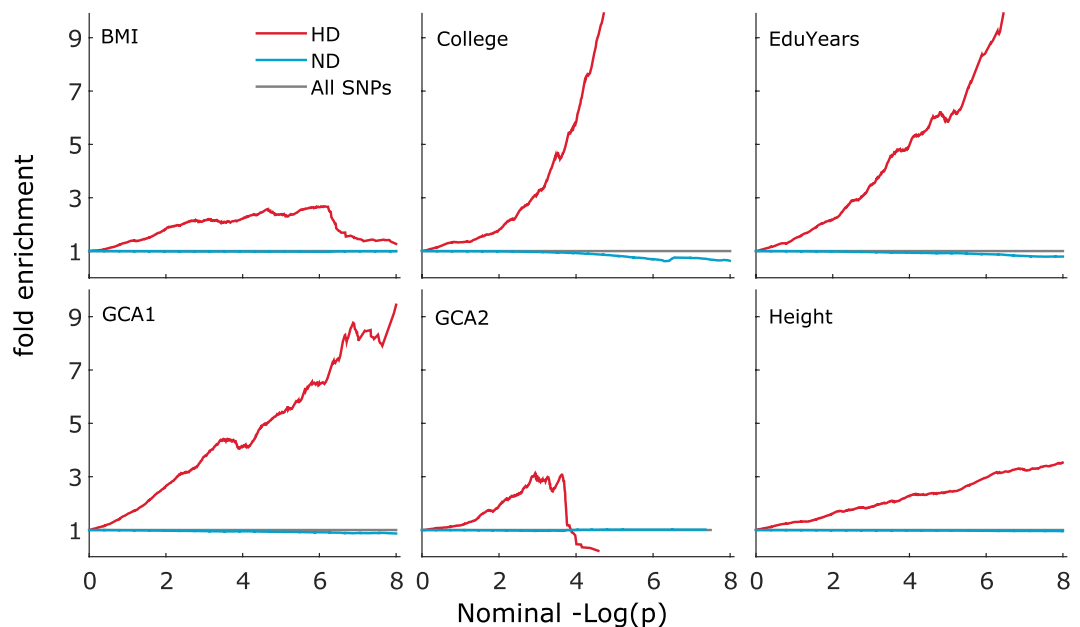 BMI
HD
ND
All SNPs
College
EduYears
9
7
5
3
1
GCA1
GCA2
Height
9
7
5
3
1
0 2 4 6 8 0 2 4 6 8 0 2 4 6 8
fold enrichment
Nominal -Log(p)